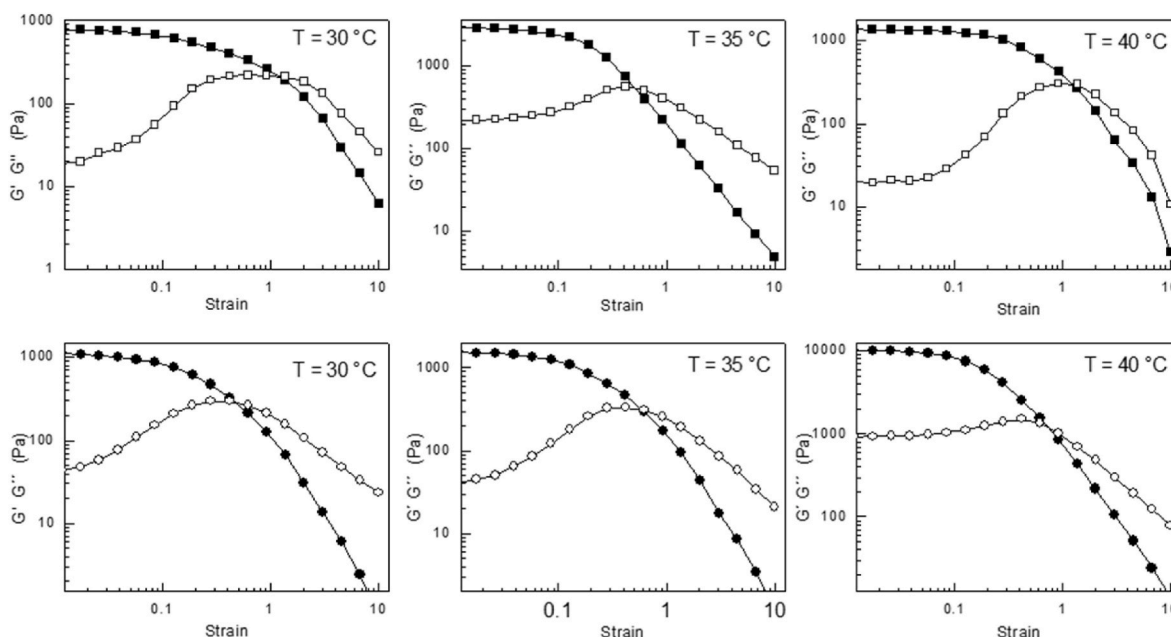 T = 30 °C
G' G" (Pa)
1000
100
10
1
0.1
1
10
Strain
T = 35 °C
G' G´´ (Pa)
1000
100
10
0.1
1
10
Strain
T = 40 °C
G' G´´ (Pa)
1000
100
10
0.1
1
10
Strain
T = 30 °C
G' G´´ (Pa)
1000
100
10
0.1
1
10
Strain
T = 35 °C
G' G´´ (Pa)
1000
100
10
0.1
1
10
Strain
T = 40 °C
G' G´´ (Pa)
10000
1000
100
0.1
1
10
Strain